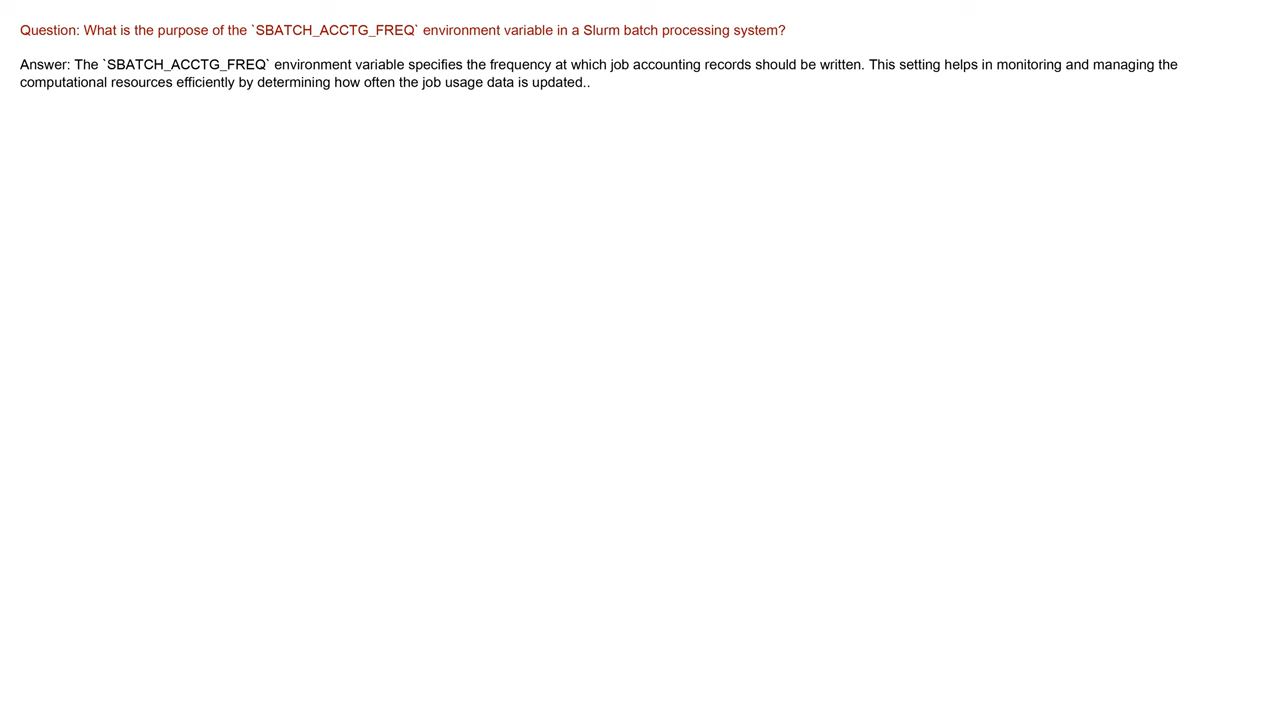 Question: What is the purpose of the `SBATCH_ACCTG_FREQ` environment variable in a Slurm batch processing system?
Answer: The `SBATCH_ACCTG_FREQ` environment variable specifies the frequency at which job accounting records should be written. This setting helps in monitoring and managing the
computational resources efficiently by determining how often the job usage data is updated..